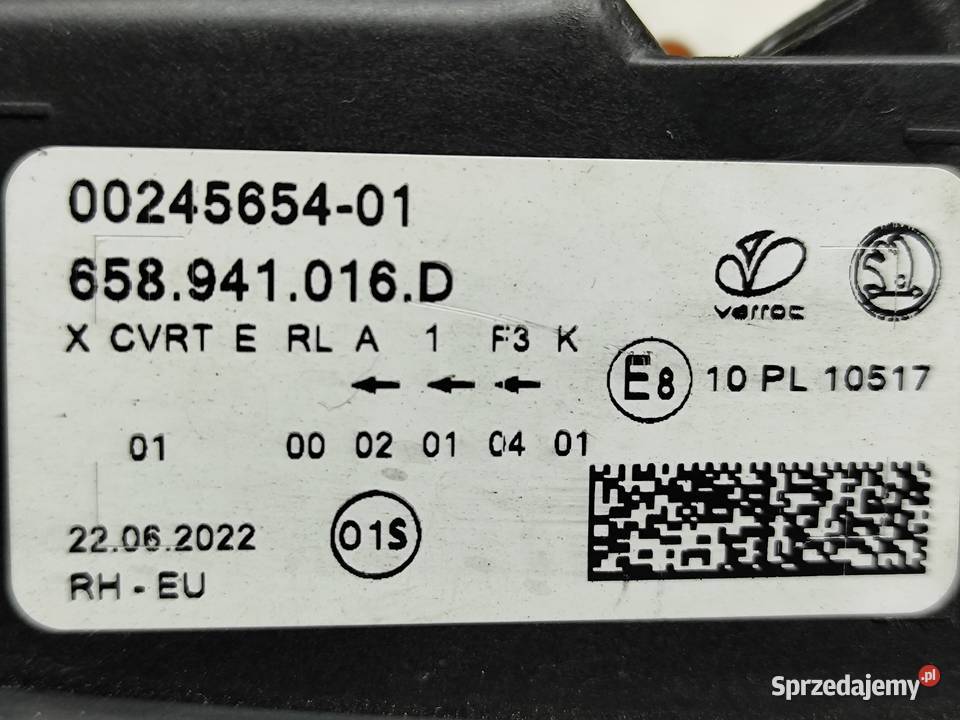 00245654-01
658.941.016.D
varroc
X CVRT E RL A 1 F3 K
E8 10 PL 10517
01 00 02 01 04 01
22.06.2022
01S
RH - EU
Sprzedajemy.pl